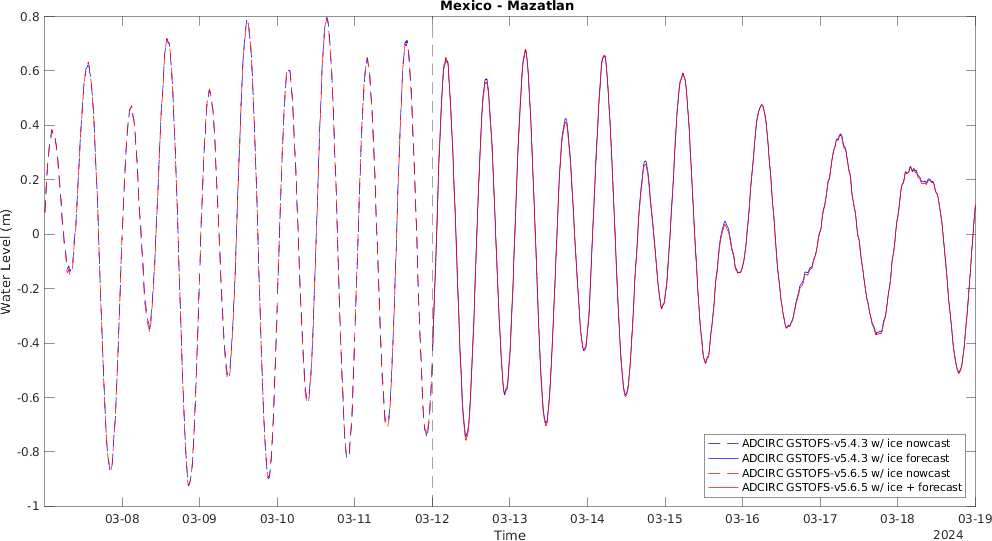 Mexico - Mazatlan
0.8
0.6
0.4
0.2
0
-0.2
-0.4
-0.6
-0.8
-1
Water Level (m)
ADCIRC GSTOFS-v5.4.3 w/ ice nowcast
ADCIRC GSTOFS-v5.4.3 w/ ice forecast
ADCIRC GSTOFS-v5.6.5 w/ ice nowcast
ADCIRC GSTOFS-v5.6.5 w/ ice + forecast
03-08 03-09 03-10 03-11 03-12 03-13 03-14 03-15 03-16 03-17 03-18 03-19
Time
2024